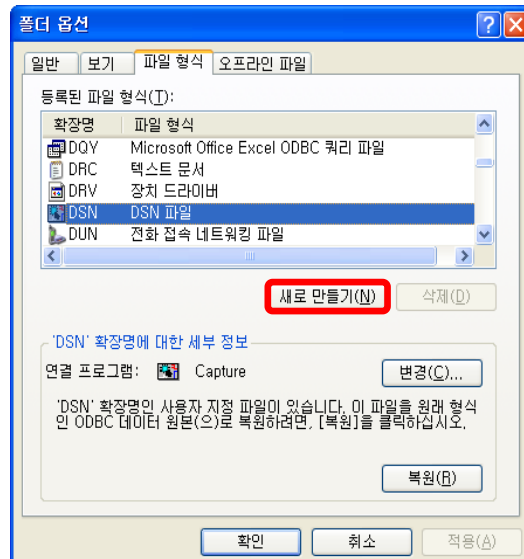 폴더 옵션
일반 보기 파일 형식 오프라인 파일
등록된 파일 형식(T):
확장명 파일 형식
DQY Microsoft Office Excel ODBC 쿼리 파일
DRC 텍스트 문서
DRV 장치 드라이버
DSN DSN 파일
DUN 전화 접속 네트워킹 파일
새로 만들기(N) 삭제(D)
'DSN' 확장명에 대한 세부 정보
연결 프로그램: Capture 변경(C)...
'DSN' 확장명인 사용자 지정 파일이 있습니다. 이 파일을 원래 형식
인 ODBC 데이터 원본(으)로 복원하려면, [복원]을 클릭하십시오.
복원(R)
확인 취소 적용(A)